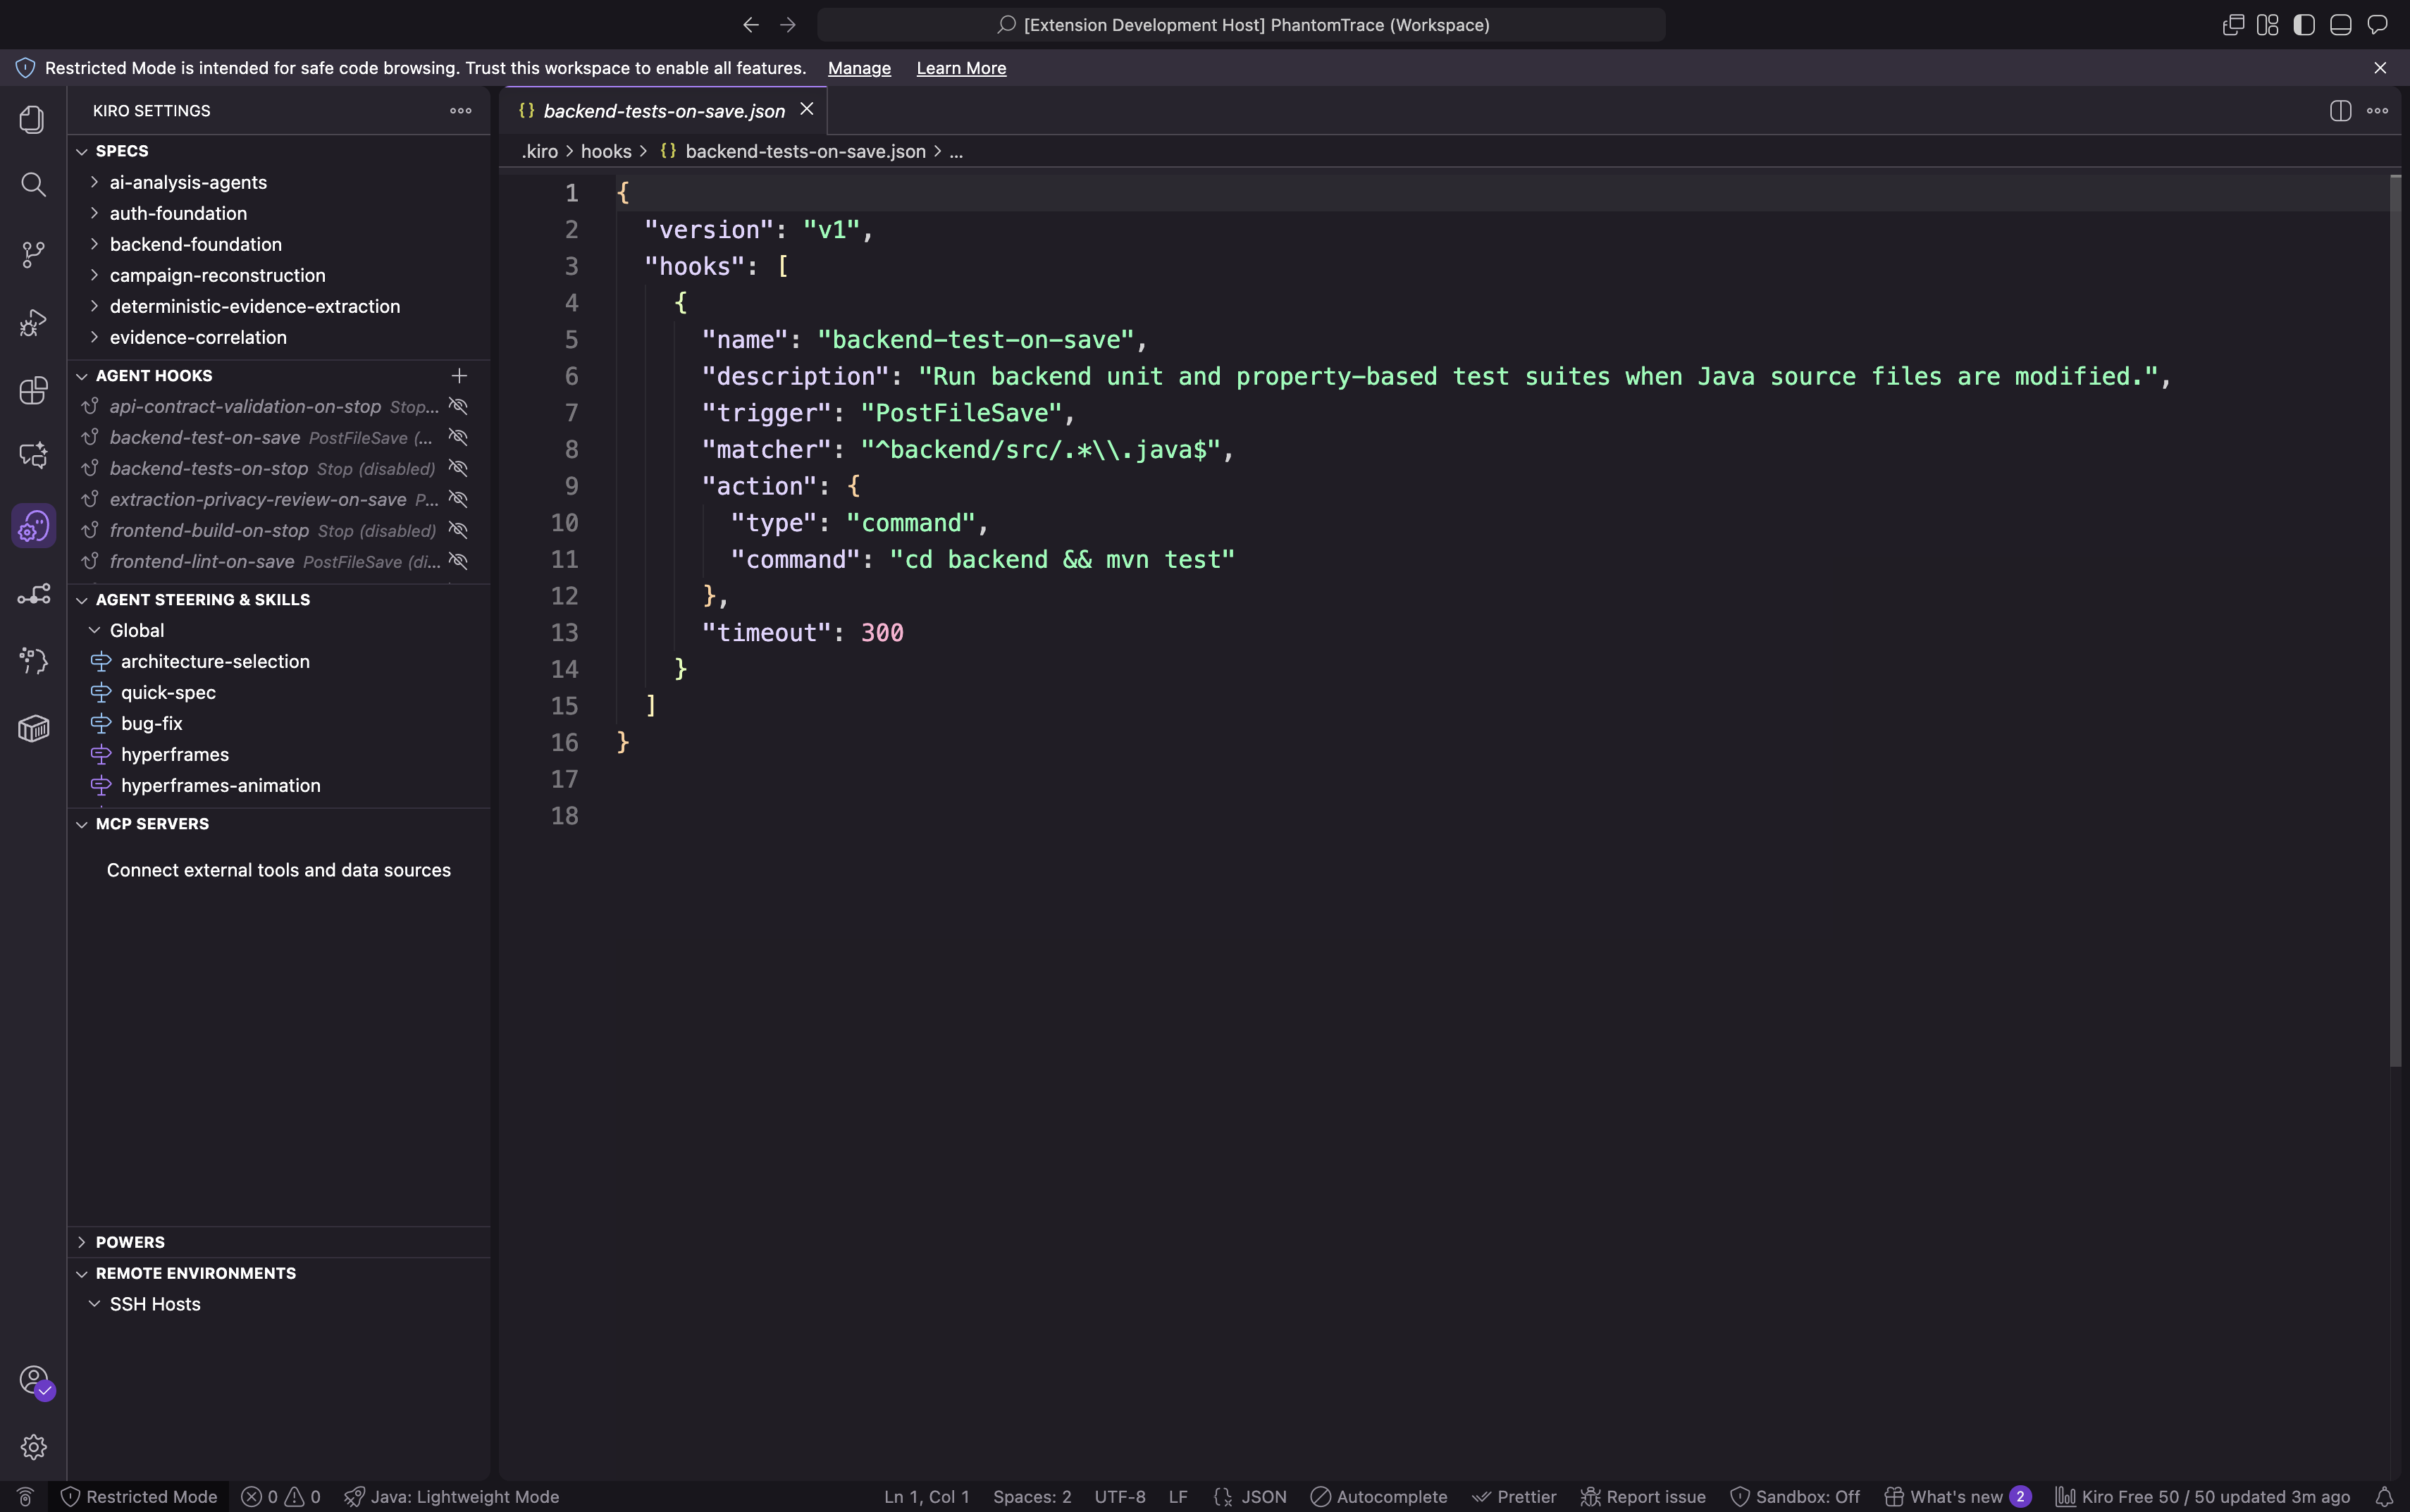 [Extension Development Host] PhantomTrace (Workspace)
Restricted Mode is intended for safe code browsing. Trust this workspace to enable all features. Manage Learn More
KIRO SETTINGS
SPECS
ai-analysis-agents
auth-foundation
backend-foundation
campaign-reconstruction
deterministic-evidence-extraction
evidence-correlation
AGENT HOOKS
api-contract-validation-on-stop Stop...
backend-test-on-save PostFileSave (...
backend-tests-on-stop Stop (disabled)
extraction-privacy-review-on-save P...
frontend-build-on-stop Stop (disabled)
frontend-lint-on-save PostFileSave (di...
AGENT STEERING & SKILLS
Global
architecture-selection
quick-spec
bug-fix
hyperframes
hyperframes-animation
MCP SERVERS
Connect external tools and data sources
POWERS
REMOTE ENVIRONMENTS
SSH Hosts
{} backend-tests-on-save.json
.kiro > hooks > {} backend-tests-on-save.json > ...
1 {
2 "version": "v1",
3 "hooks": [
4 {
5 "name": "backend-test-on-save",
6 "description": "Run backend unit and property-based test suites when Java source files are modified.",
7 "trigger": "PostFileSave",
8 "matcher": "^backend/src/.*\\.java$",
9 "action": {
10 "type": "command",
11 "command": "cd backend && mvn test"
12 },
13 "timeout": 300
14 }
15 ]
16 }
17
18
Restricted Mode 0 0 Java: Lightweight Mode Ln 1, Col 1 Spaces: 2 UTF-8 LF {} JSON Autocomplete Prettier Report issue Sandbox: Off What's new 2 Kiro Free 50 / 50 updated 3m ago